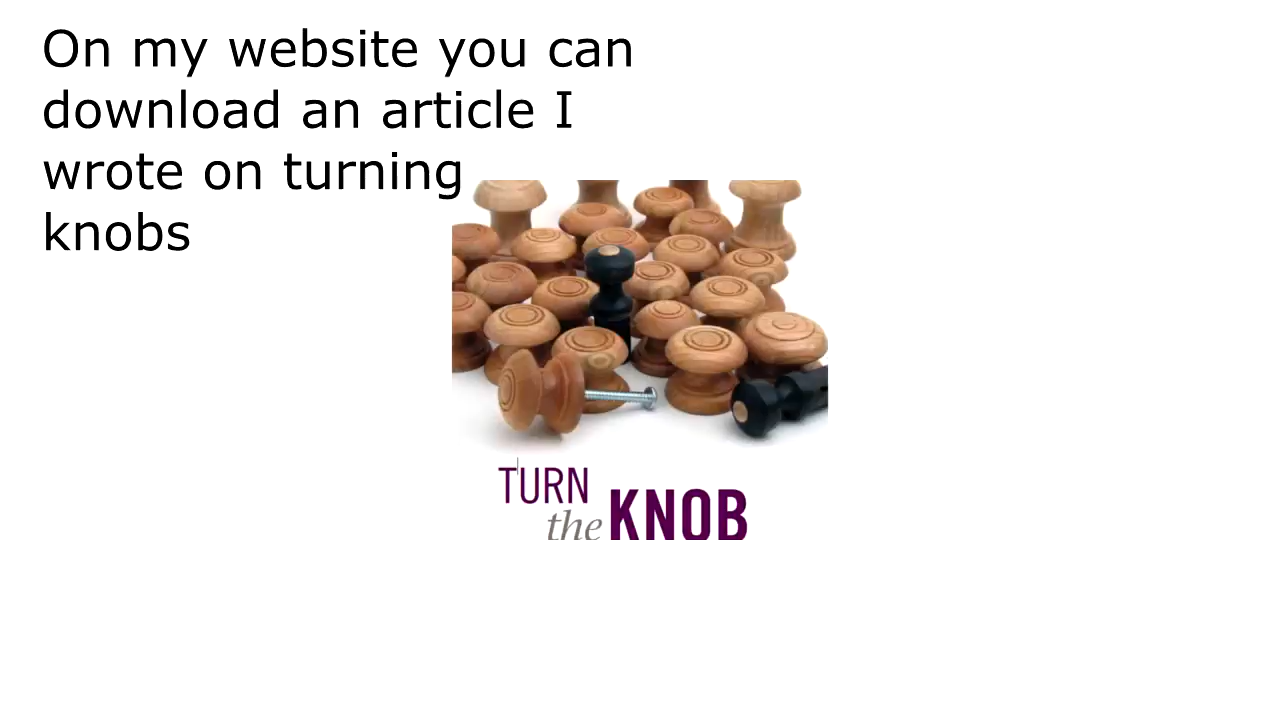 On my website you can
download an article I
wrote on turning
knobs
TURN
the KNOB